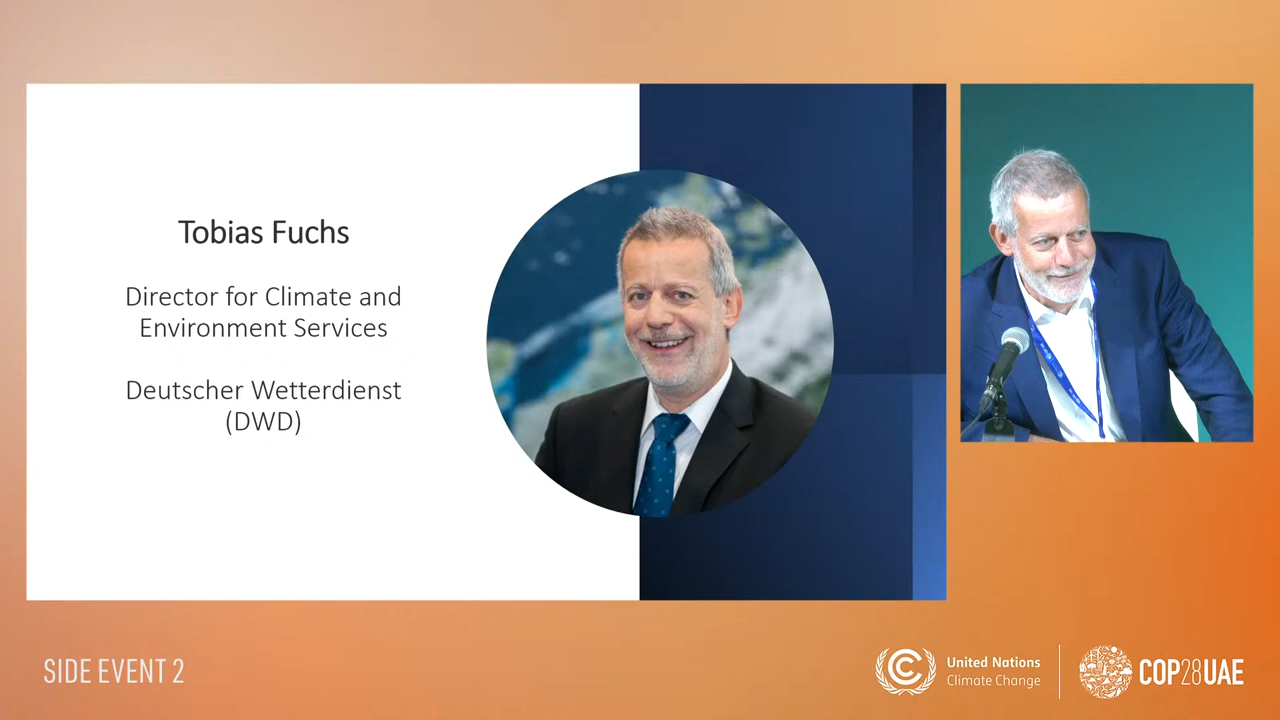 Tobias Fuchs
Director for Climate and
Environment Services
Deutscher Wetterdienst
(DWD)
SIDE EVENT 2
United Nations
Climate Change
COP28UAE